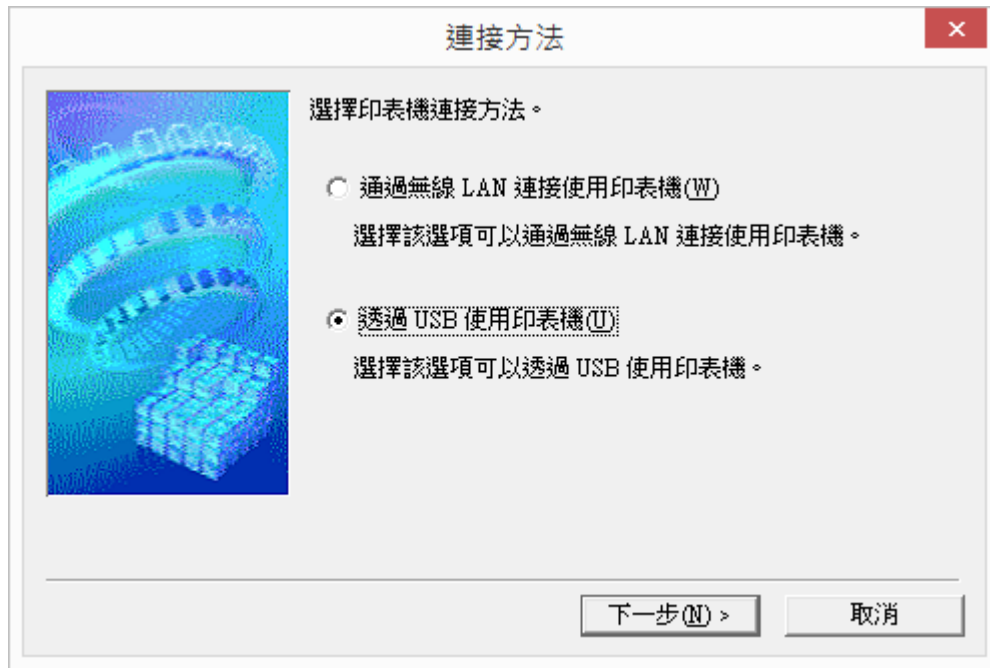 連接方法
選擇印表機連接方法。
通過無線 LAN 連接使用印表機(W)
選擇該選項可以通過無線 LAN 連接使用印表機。
透過 USB 使用印表機(U)
選擇該選項可以透過 USB 使用印表機。
下一步(N) >
取消